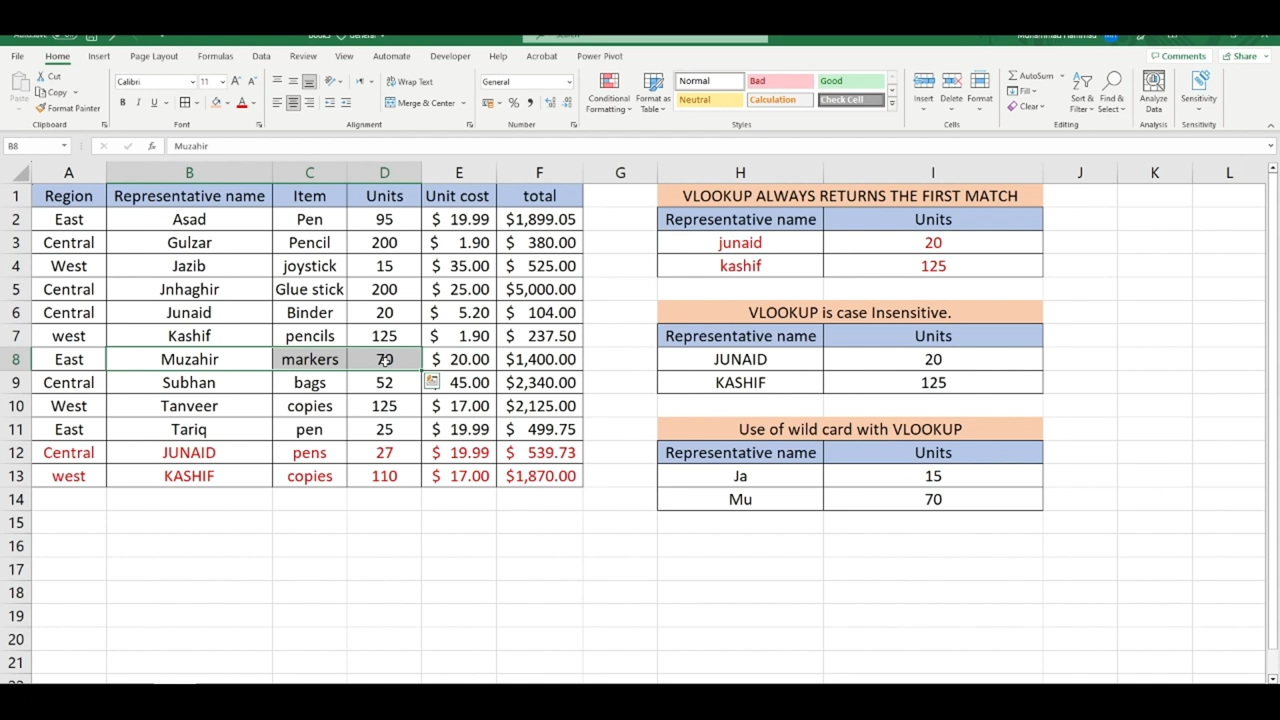 File Home Insert Page Layout Formulas Data Review View Automate Developer Help Acrobat Power Pivot Comments Share
Cut Calibri 11 Wrap Text General Normal Bad Good AutoSum
Paste Copy Conditional Formatting Format as Table Insert Delete Format Fill Sort & Filter Find & Select Analyze Data Sensitivity
Format Painter B I U Merge & Center $ % Neutral Calculation Check Cell Clear
Clipboard Font Alignment Number Styles Cells Editing Analysis Sensitivity
B8 fx Muzahir
A B C D E F G H I J K L
1 Region Representative name Item Units Unit cost total VLOOKUP ALWAYS RETURNS THE FIRST MATCH
2 East Asad Pen 95 $ 19.99 $1,899.05 Representative name Units
3 Central Gulzar Pencil 200 $ 1.90 $ 380.00 junaid 20
4 West Jazib joystick 15 $ 35.00 $ 525.00 kashif 125
5 Central Jnhaghir Glue stick 200 $ 25.00 $5,000.00
6 Central Junaid Binder 20 $ 5.20 $ 104.00 VLOOKUP is case Insensitive.
7 west Kashif pencils 125 $ 1.90 $ 237.50 Representative name Units
8 East Muzahir markers 70 $ 20.00 $1,400.00 JUNAID 20
9 Central Subhan bags 52 45.00 $2,340.00 KASHIF 125
10 West Tanveer copies 125 $ 17.00 $2,125.00
11 East Tariq pen 25 $ 19.99 $ 499.75 Use of wild card with VLOOKUP
12 Central JUNAID pens 27 $ 19.99 $ 539.73 Representative name Units
13 west KASHIF copies 110 $ 17.00 $1,870.00 Ja 15
14 Mu 70
15
16
17
18
19
20
21